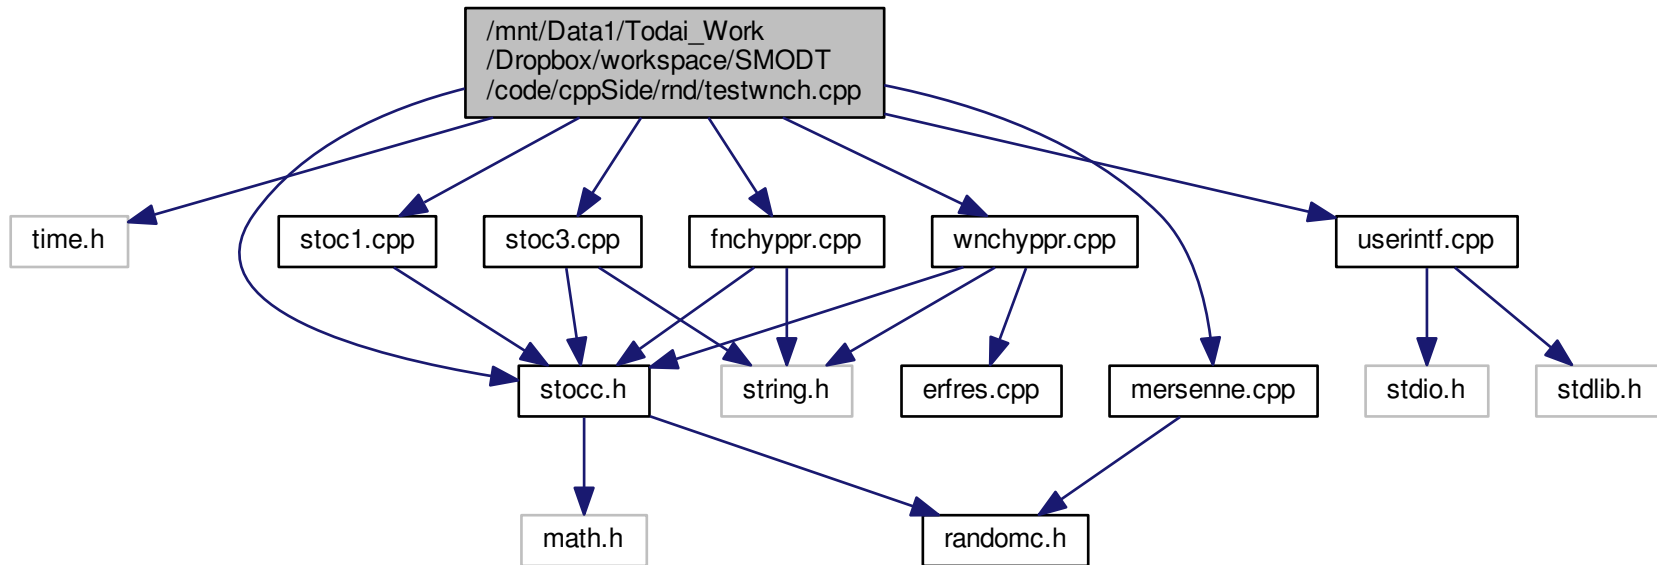 /mnt/Data1/Todai_Work
/Dropbox/workspace/SMODT
/code/cppSide/rnd/testwnch.cpp
time.h
stoc1.cpp
stoc3.cpp
fnchyppr.cpp
wnchyppr.cpp
userintf.cpp
stocc.h
string.h
erfres.cpp
mersenne.cpp
stdio.h
stdlib.h
math.h
randomc.h